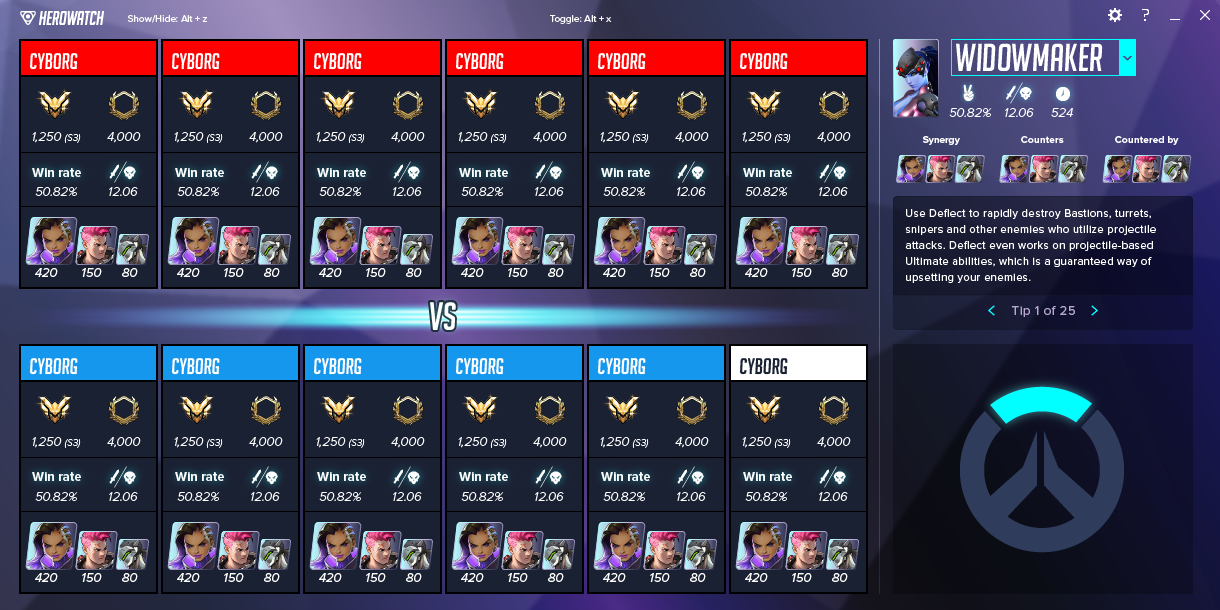 HEROWATCH Show/Hide: Alt + z Toggle: Alt + x ?
CYBORG CYBORG CYBORG CYBORG CYBORG CYBORG
1,250 (S3) 4,000 1,250 (S3) 4,000 1,250 (S3) 4,000 1,250 (S3) 4,000 1,250 (S3) 4,000 1,250 (S3) 4,000
Win rate Win rate Win rate Win rate Win rate Win rate
50.82% 12.06 50.82% 12.06 50.82% 12.06 50.82% 12.06 50.82% 12.06 50.82% 12.06
420 150 80 420 150 80 420 150 80 420 150 80 420 150 80 420 150 80
VS
CYBORG CYBORG CYBORG CYBORG CYBORG CYBORG
1,250 (S3) 4,000 1,250 (S3) 4,000 1,250 (S3) 4,000 1,250 (S3) 4,000 1,250 (S3) 4,000 1,250 (S3) 4,000
Win rate Win rate Win rate Win rate Win rate Win rate
50.82% 12.06 50.82% 12.06 50.82% 12.06 50.82% 12.06 50.82% 12.06 50.82% 12.06
420 150 80 420 150 80 420 150 80 420 150 80 420 150 80 420 150 80
WIDOWMAKER
50.82% 12.06 524
Synergy Counters Countered by
Use Deflect to rapidly destroy Bastions, turrets,
snipers and other enemies who utilize projectile
attacks. Deflect even works on projectile-based
Ultimate abilities, which is a guaranteed way of
upsetting your enemies.
Tip 1 of 25